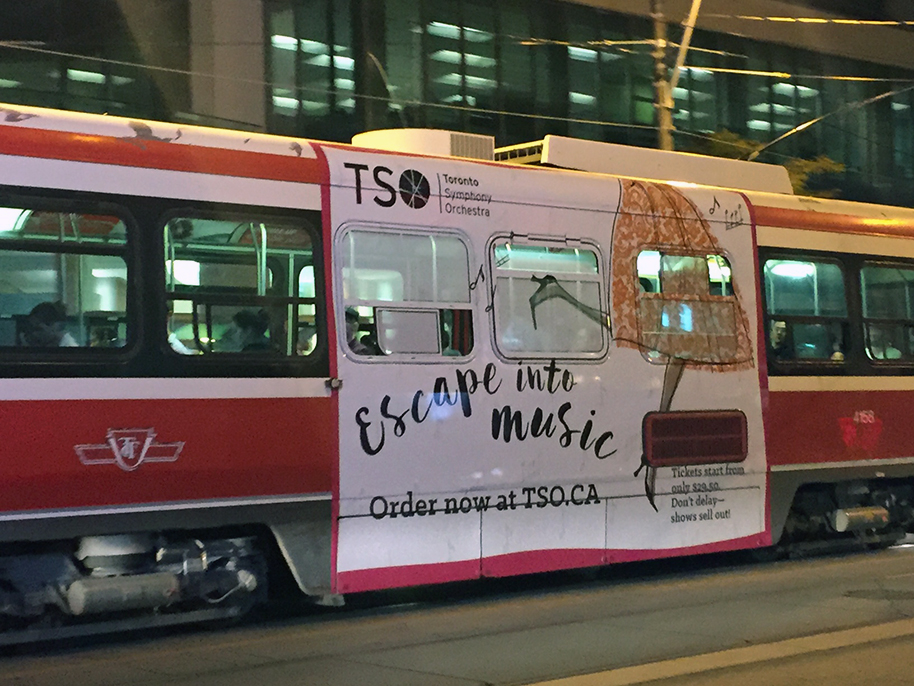 TSO
Toronto
Symphony
Orchestra
Escape into
music
Order now at TSO.CA
Tickets start from
only $29.50.
Don't delay—
shows sell out!
4158